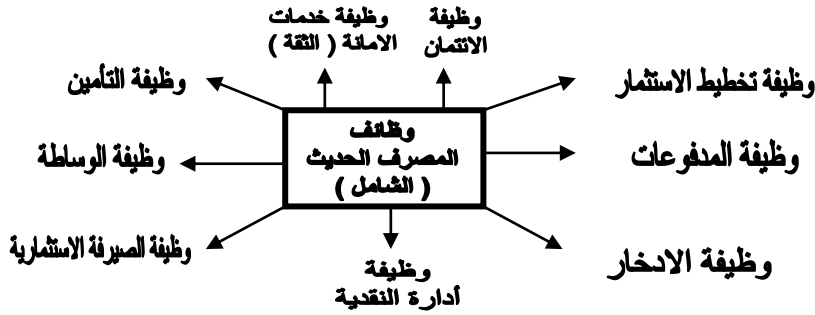 وظيفة خدمات
الامانة ( الثقة )
وظيفة
الائتمان
وظيفة تخطيط الاستثمار
وظيفة التأمين
وظائف
المصرف الحديث
( الشامل )
وظيفة المدفوعات
وظيفة الوساطة
وظيفة الادخار
وظيفة الصيرفة الاستثمارية
وظيفة
أدارة النقدية